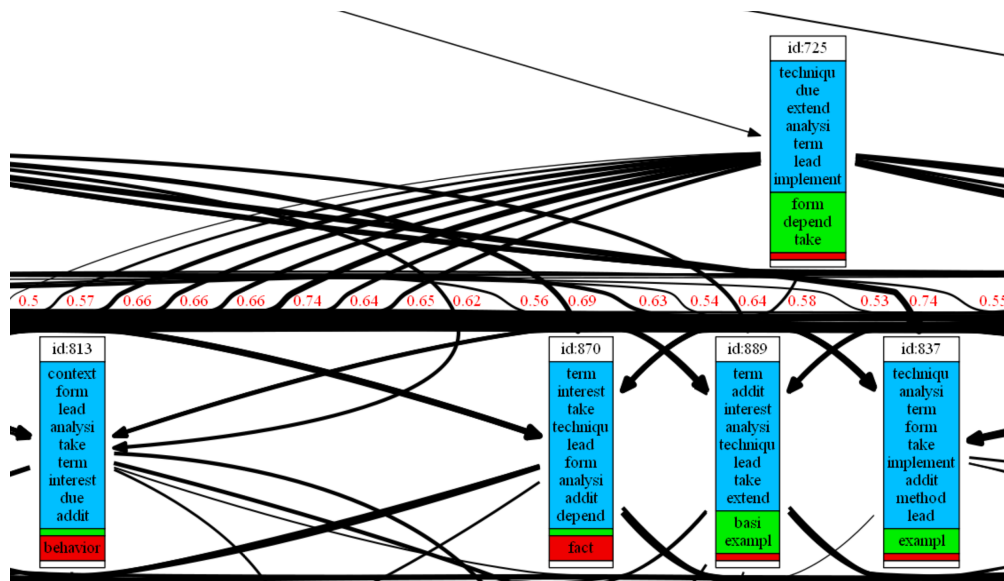 id:725
techniqu
due
extend
analysi
term
lead
implement
form
depend
take
0.5 0.57 0.66 0.66 0.66 0.74 0.64 0.65 0.62 0.56 0.69 0.63 0.54 0.64 0.58 0.53 0.74 0.55
id:813
context
form
lead
analysi
take
term
interest
due
addit
behavior
id:870
term
interest
take
techniqu
lead
form
analysi
addit
depend
fact
id:889
term
addit
interest
analysi
techniqu
lead
take
extend
basi
exampl
id:837
techniqu
analysi
term
form
take
implement
addit
method
lead
exampl